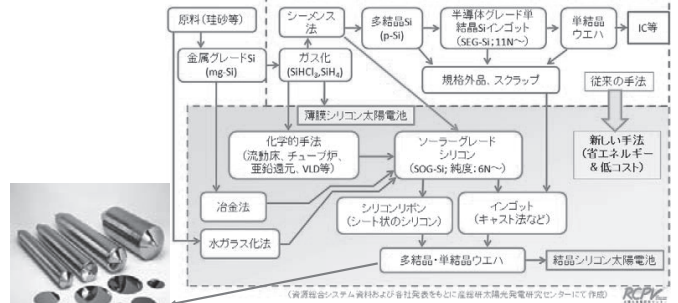 原料(珪砂等)
シーメンス
法
多結晶Si
(p-Si)
半導体グレード単
結晶Siインゴット
(SEG-Si;11N~)
単結晶
ウエハ
IC等
金属グレードSi
(mg-Si)
ガス化
(SiHCl₃,SiH₄)
規格外品、スクラップ
従来の手法
薄膜シリコン太陽電池
化学的手法
(流動床、チューブ炉、
亜鉛還元、VLD等)
ソーラーグレード
シリコン
(SOG-Si;純度:6N~)
新しい手法
(省エネルギー
&低コスト)
冶金法
シリコンリボン
(シート状のシリコン)
インゴット
(キャスト法など)
水ガラス化法
多結晶・単結晶ウエハ
結晶シリコン太陽電池
(資源総合システム資料および各社発表をもとに産総研太陽光発電研究センターにて作成)
RCPV